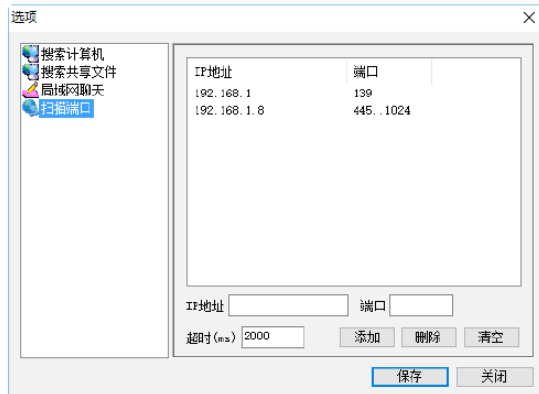 选项
搜索计算机
搜索共享文件
局域网聊天
扫描端口
IP地址 端口
192.168.1 139
192.168.1.8 445..1024
IP地址 端口
超时(ms) 2000 添加 删除 清空
保存 关闭